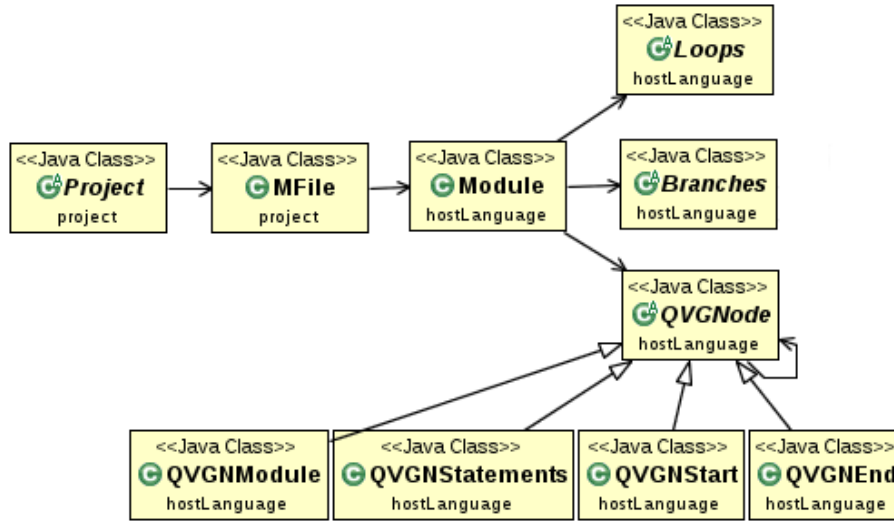 <<Java Class>>
Loops
hostLanguage
<<Java Class>>
Project
project
<<Java Class>>
MFile
project
<<Java Class>>
Module
hostLanguage
<<Java Class>>
Branches
hostLanguage
<<Java Class>>
QVGNode
hostLanguage
<<Java Class>>
QVGNModule
hostLanguage
<<Java Class>>
QVGNStatements
hostLanguage
<<Java Class>>
QVGNStart
hostLanguage
<<Java Class>>
QVGNEnd
hostLanguage